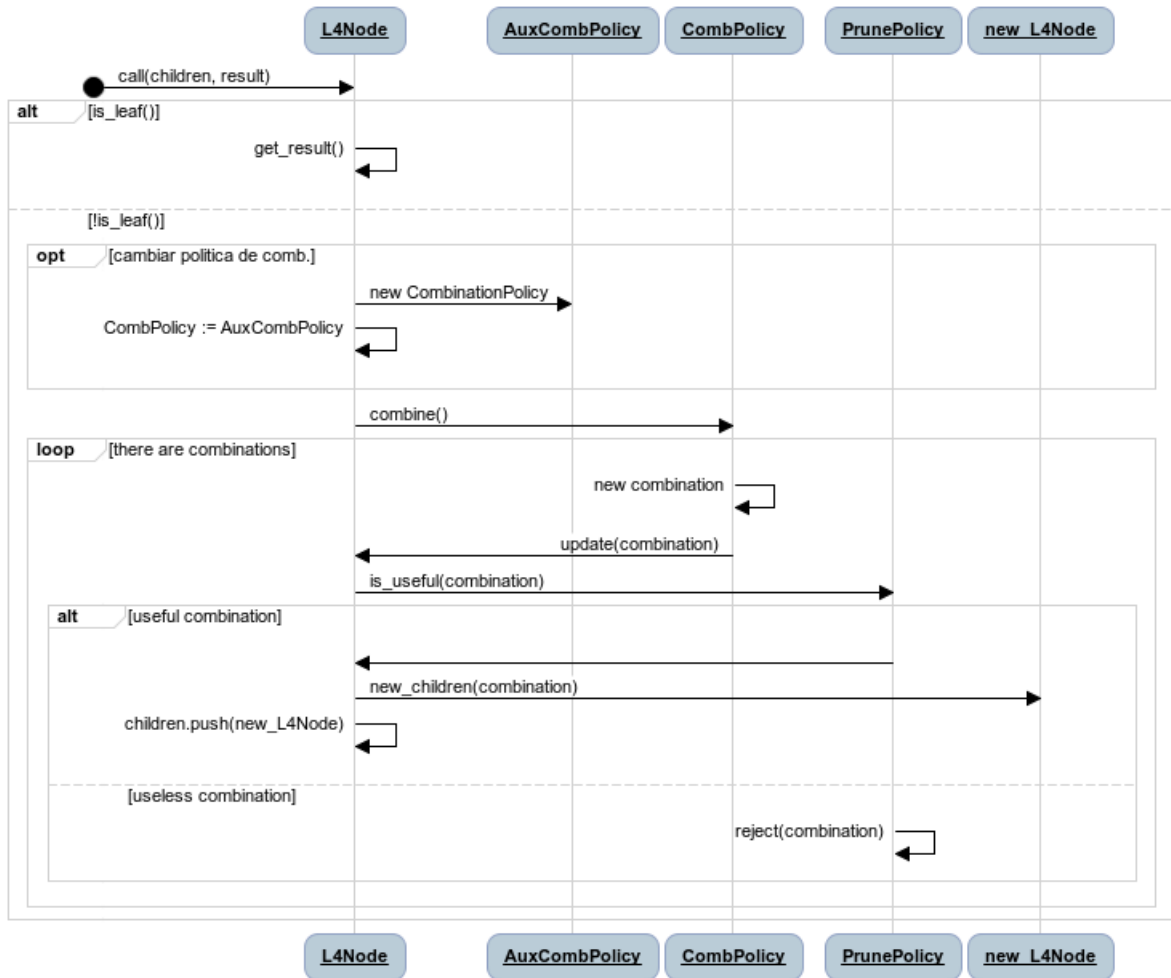 L4Node
AuxCombPolicy
CombPolicy
PrunePolicy
new_L4Node
call(children, result)
alt
[is_leaf()]
get_result()
[!is_leaf()]
opt
[cambiar politica de comb.]
new CombinationPolicy
CombPolicy := AuxCombPolicy
combine()
loop
[there are combinations]
new combination
update(combination)
is_useful(combination)
alt
[useful combination]
new_children(combination)
children.push(new_L4Node)
[useless combination]
reject(combination)
L4Node
AuxCombPolicy
CombPolicy
PrunePolicy
new_L4Node